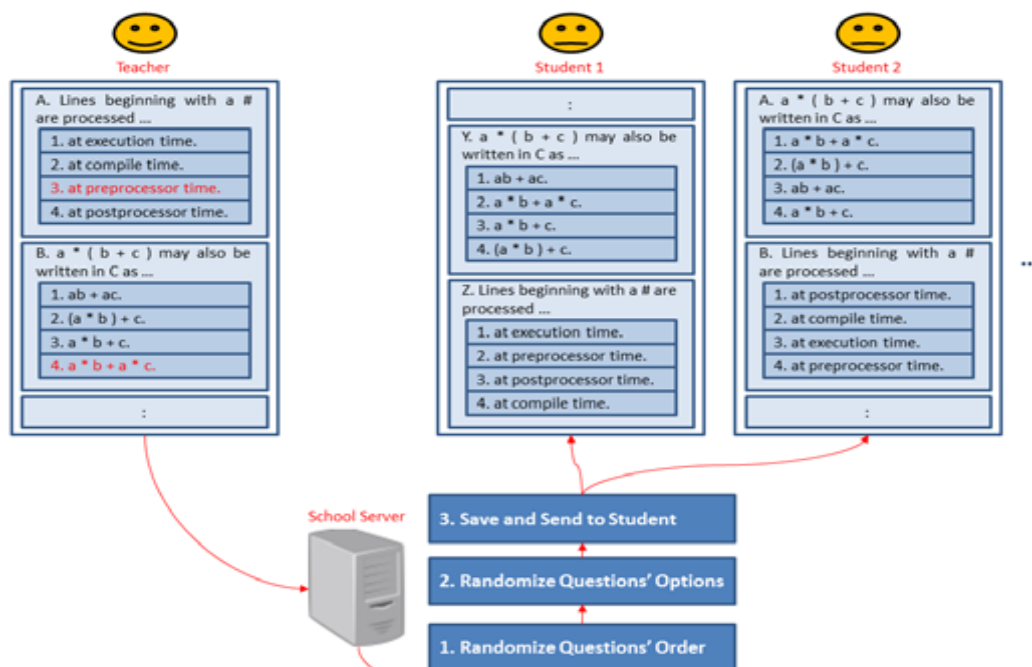 Teacher
A. Lines beginning with a #
are processed ...
1. at execution time.
2. at compile time.
3. at preprocessor time.
4. at postprocessor time.
B. a * ( b + c ) may also be
written in C as ...
1. ab + ac.
2. (a * b ) + c.
3. a * b + c.
4. a * b + a * c.
:
Student 1
:
Y. a * ( b + c ) may also be
written in C as ...
1. ab + ac.
2. a * b + a * c.
3. a * b + c.
4. (a * b ) + c.
Z. Lines beginning with a # are
processed ...
1. at execution time.
2. at preprocessor time.
3. at postprocessor time.
4. at compile time.
Student 2
A. a * ( b + c ) may also be
written in C as ...
1. a * b + a * c.
2. (a * b ) + c.
3. ab + ac.
4. a * b + c.
B. Lines beginning with a #
are processed ...
1. at postprocessor time.
2. at compile time.
3. at execution time.
4. at preprocessor time.
:
..
School Server
3. Save and Send to Student
2. Randomize Questions' Options
1. Randomize Questions' Order